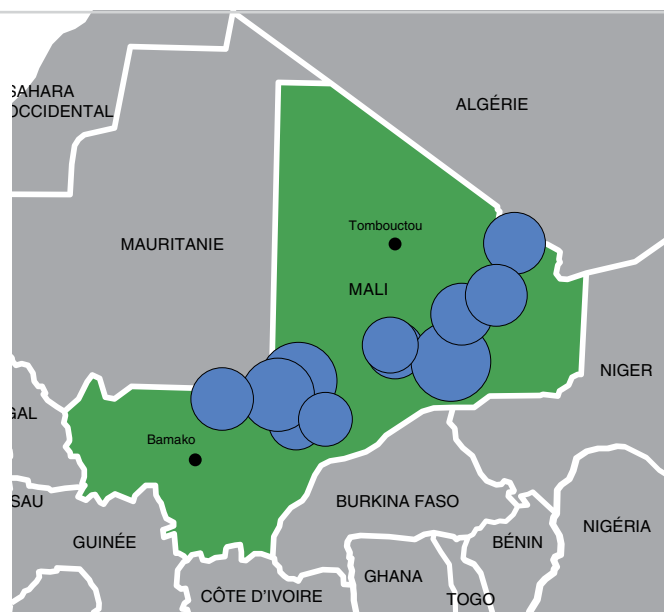 SAHARA
OCCIDENTAL
ALGÉRIE
Tombouctou
MAURITANIE
MALI
NIGER
GAL
Bamako
SAU
BURKINA FASO
NIGÉRIA
GUINÉE
BÉNIN
GHANA
CÔTE D'IVOIRE
TOGO